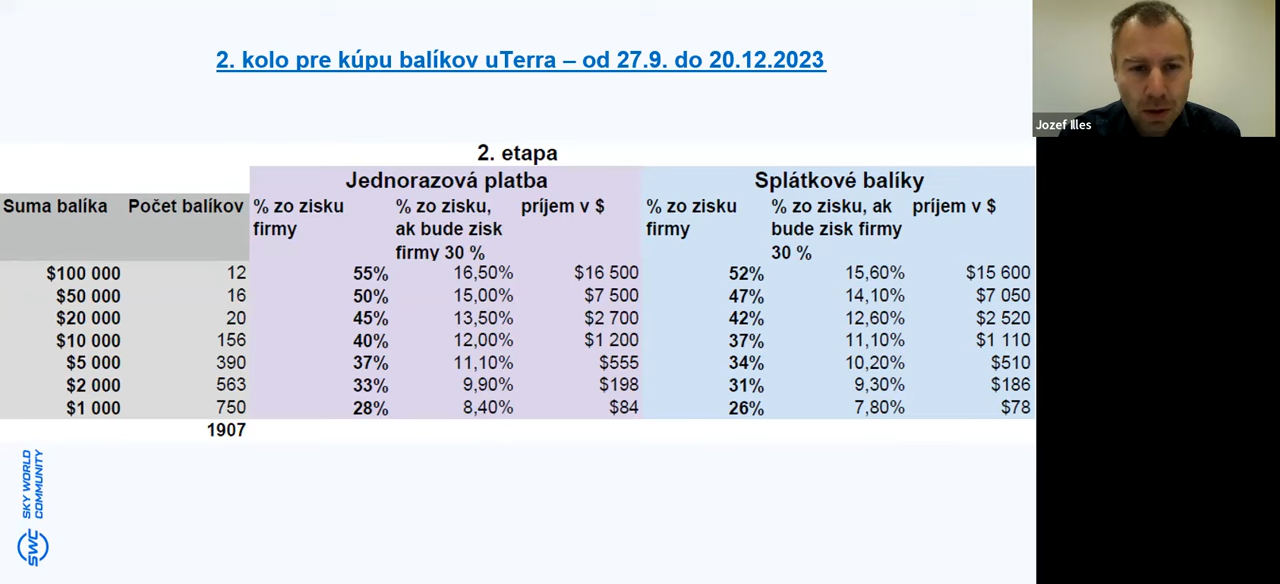 2. kolo pre kúpu balíkov uTerra – od 27.9. do 20.12.2023
Jozef Illes
2. etapa
Jednorazová platba Splátkové balíky
Suma balíka Počet balíkov % zo zisku % zo zisku, príjem v $ % zo zisku % zo zisku, ak príjem v $
firmy ak bude zisk firmy bude zisk firmy
firmy 30 % 30 %
$100 000 12 55% 16,50% $16 500 52% 15,60% $15 600
$50 000 16 50% 15,00% $7 500 47% 14,10% $7 050
$20 000 20 45% 13,50% $2 700 42% 12,60% $2 520
$10 000 156 40% 12,00% $1 200 37% 11,10% $1 110
$5 000 390 37% 11,10% $555 34% 10,20% $510
$2 000 563 33% 9,90% $198 31% 9,30% $186
$1 000 750 28% 8,40% $84 26% 7,80% $78
1907
SKY WORLD
COMMUNITY
SWC